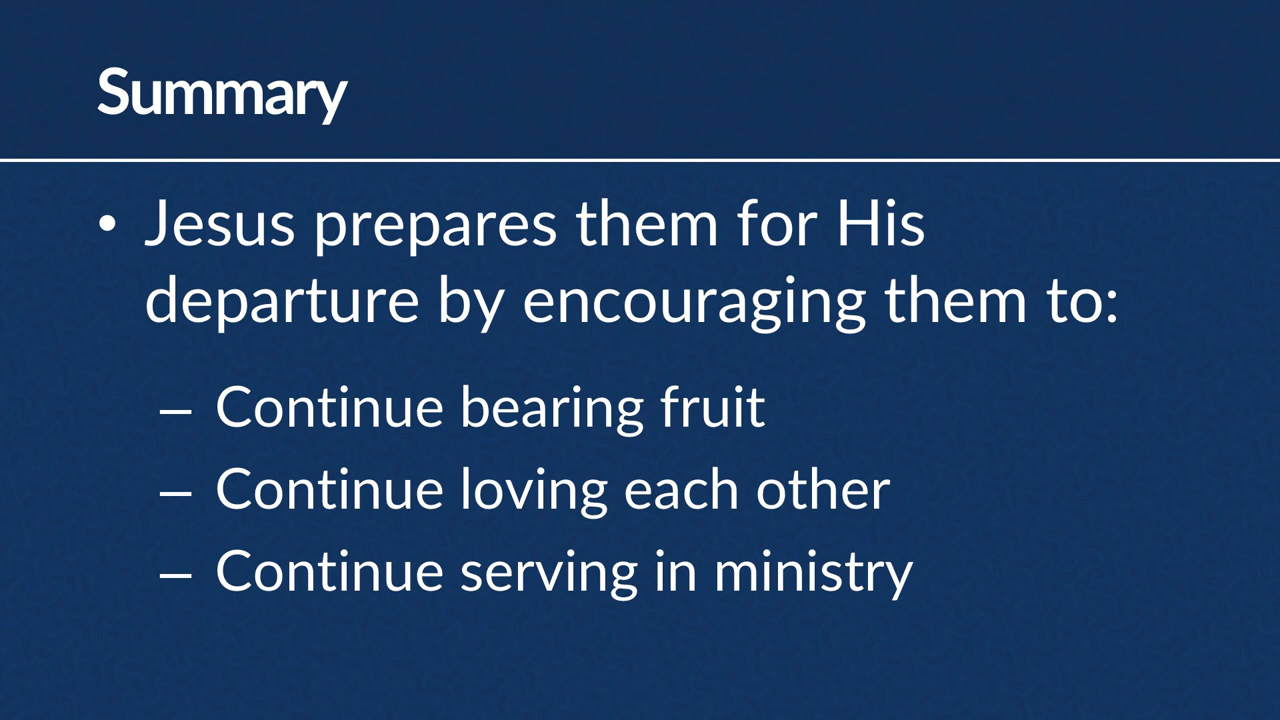 Summary
• Jesus prepares them for His
departure by encouraging them to:
– Continue bearing fruit
– Continue loving each other
– Continue serving in ministry